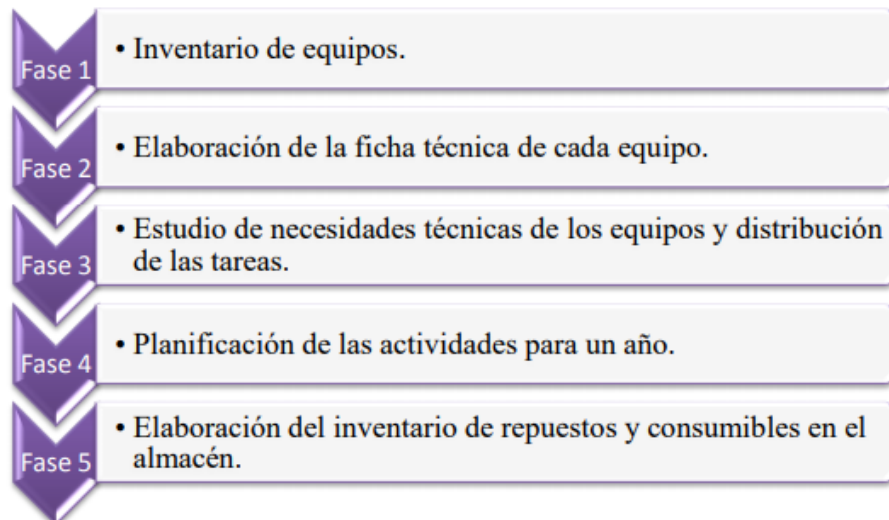 Fase 1
• Inventario de equipos.
Fase 2
• Elaboración de la ficha técnica de cada equipo.
Fase 3
• Estudio de necesidades técnicas de los equipos y distribución
de las tareas.
Fase 4
• Planificación de las actividades para un año.
Fase 5
• Elaboración del inventario de repuestos y consumibles en el
almacén.